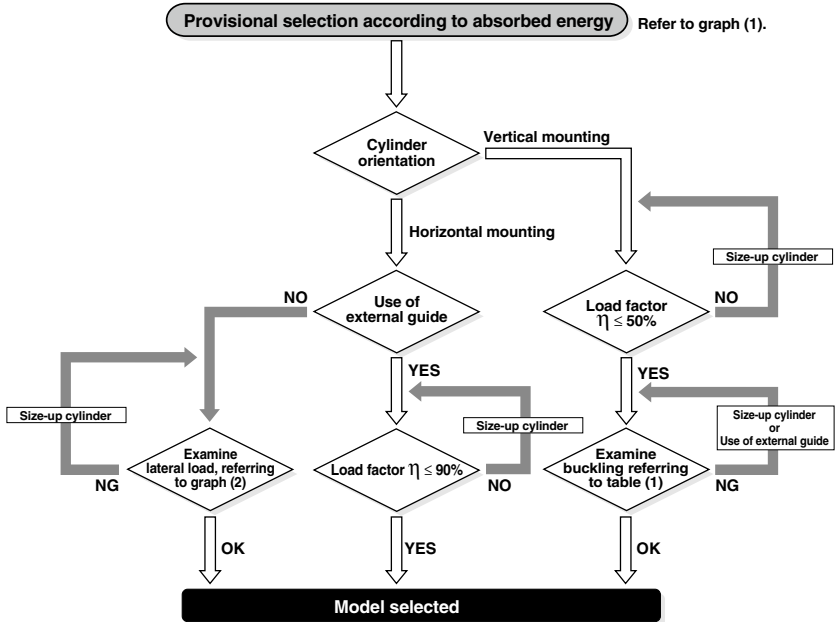 Provisional selection according to absorbed energy
Refer to graph (1).
Cylinder
orientation
Vertical mounting
Horizontal mounting
Size-up cylinder
NO
Use of
external guide
Load factor
η ≤ 50%
NO
YES
YES
Size-up cylinder
Size-up cylinder
Size-up cylinder
or
Use of external guide
Examine
lateral load, referring
to graph (2)
NG
Load factor η ≤ 90%
NO
Examine
buckling referring
to table (1)
NG
OK
YES
OK
Model selected